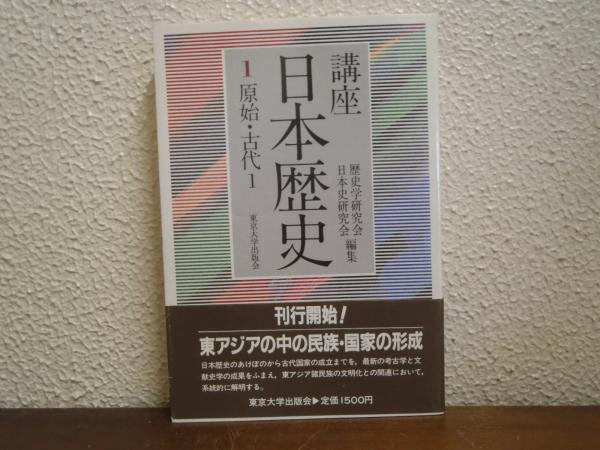 講座
日本歴史
1 原始・古代1
歴史学研究会
日本史研究会
編集
東京大学出版会
刊行開始!
東アジアの中の民族・国家の形成
日本歴史のあけぼのから古代国家の成立までを，最新の考古学と文
献史学の成果をふまえ，東アジア諸民族の文明化との関連において，
系統的に解明する。
東京大学出版会▶定価1500円